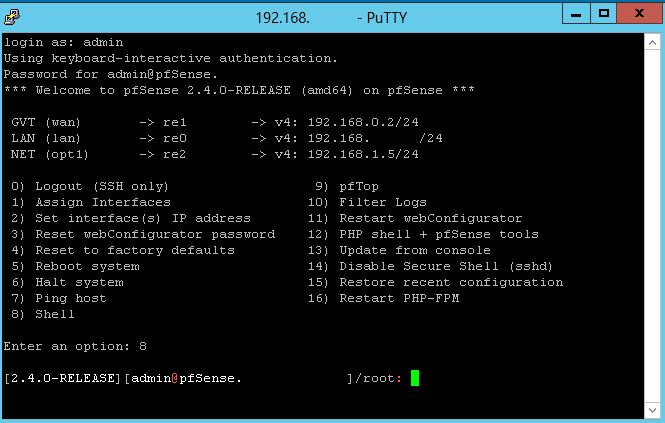 192.168. - PuTTY
login as: admin
Using keyboard-interactive authentication.
Password for admin@pfSense.
*** Welcome to pfSense 2.4.0-RELEASE (amd64) on pfSense ***
GVT (wan) -> re1 -> v4: 192.168.0.2/24
LAN (lan) -> re0 -> v4: 192.168. /24
NET (opt1) -> re2 -> v4: 192.168.1.5/24
0) Logout (SSH only) 9) pfTop
1) Assign Interfaces 10) Filter Logs
2) Set interface(s) IP address 11) Restart webConfigurator
3) Reset webConfigurator password 12) PHP shell + pfSense tools
4) Reset to factory defaults 13) Update from console
5) Reboot system 14) Disable Secure Shell (sshd)
6) Halt system 15) Restore recent configuration
7) Ping host 16) Restart PHP-FPM
8) Shell
Enter an option: 8
[2.4.0-RELEASE][admin@pfSense. ]/root: